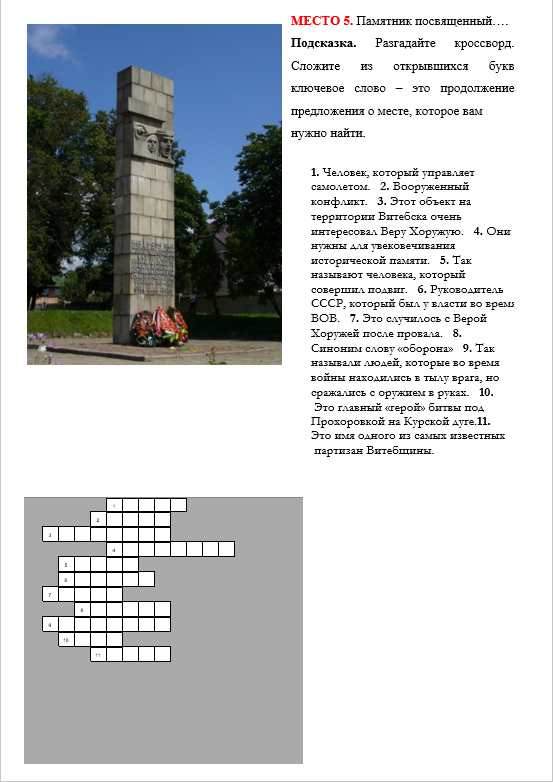 МЕСТО 5. Памятник посвященный….
Подсказка. Разгадайте кроссворд.
Сложите из открывшихся букв
ключевое слово – это продолжение
предложения о месте, которое вам
нужно найти.
1. Человек, который управляет
самолетом. 2. Вооруженный
конфликт. 3. Этот объект на
территории Витебска очень
интересовал Веру Хоружую. 4. Они
нужны для увековечивания
исторической памяти. 5. Так
называют человека, который
совершил подвиг. 6. Руководитель
СССР, который был у власти во время
ВОВ. 7. Это случилось с Верой
Хоружей после провала. 8.
Синоним слову «оборона» 9. Так
называли людей, которые во время
войны находились в тылу врага, но
сражались с оружием в руках. 10.
Это главный «герой» битвы под
Прохоровкой на Курской дуге.11.
Это имя одного из самых известных
партизан Витебщины.
1
2
3
4
5
6
7
8
9
10
11